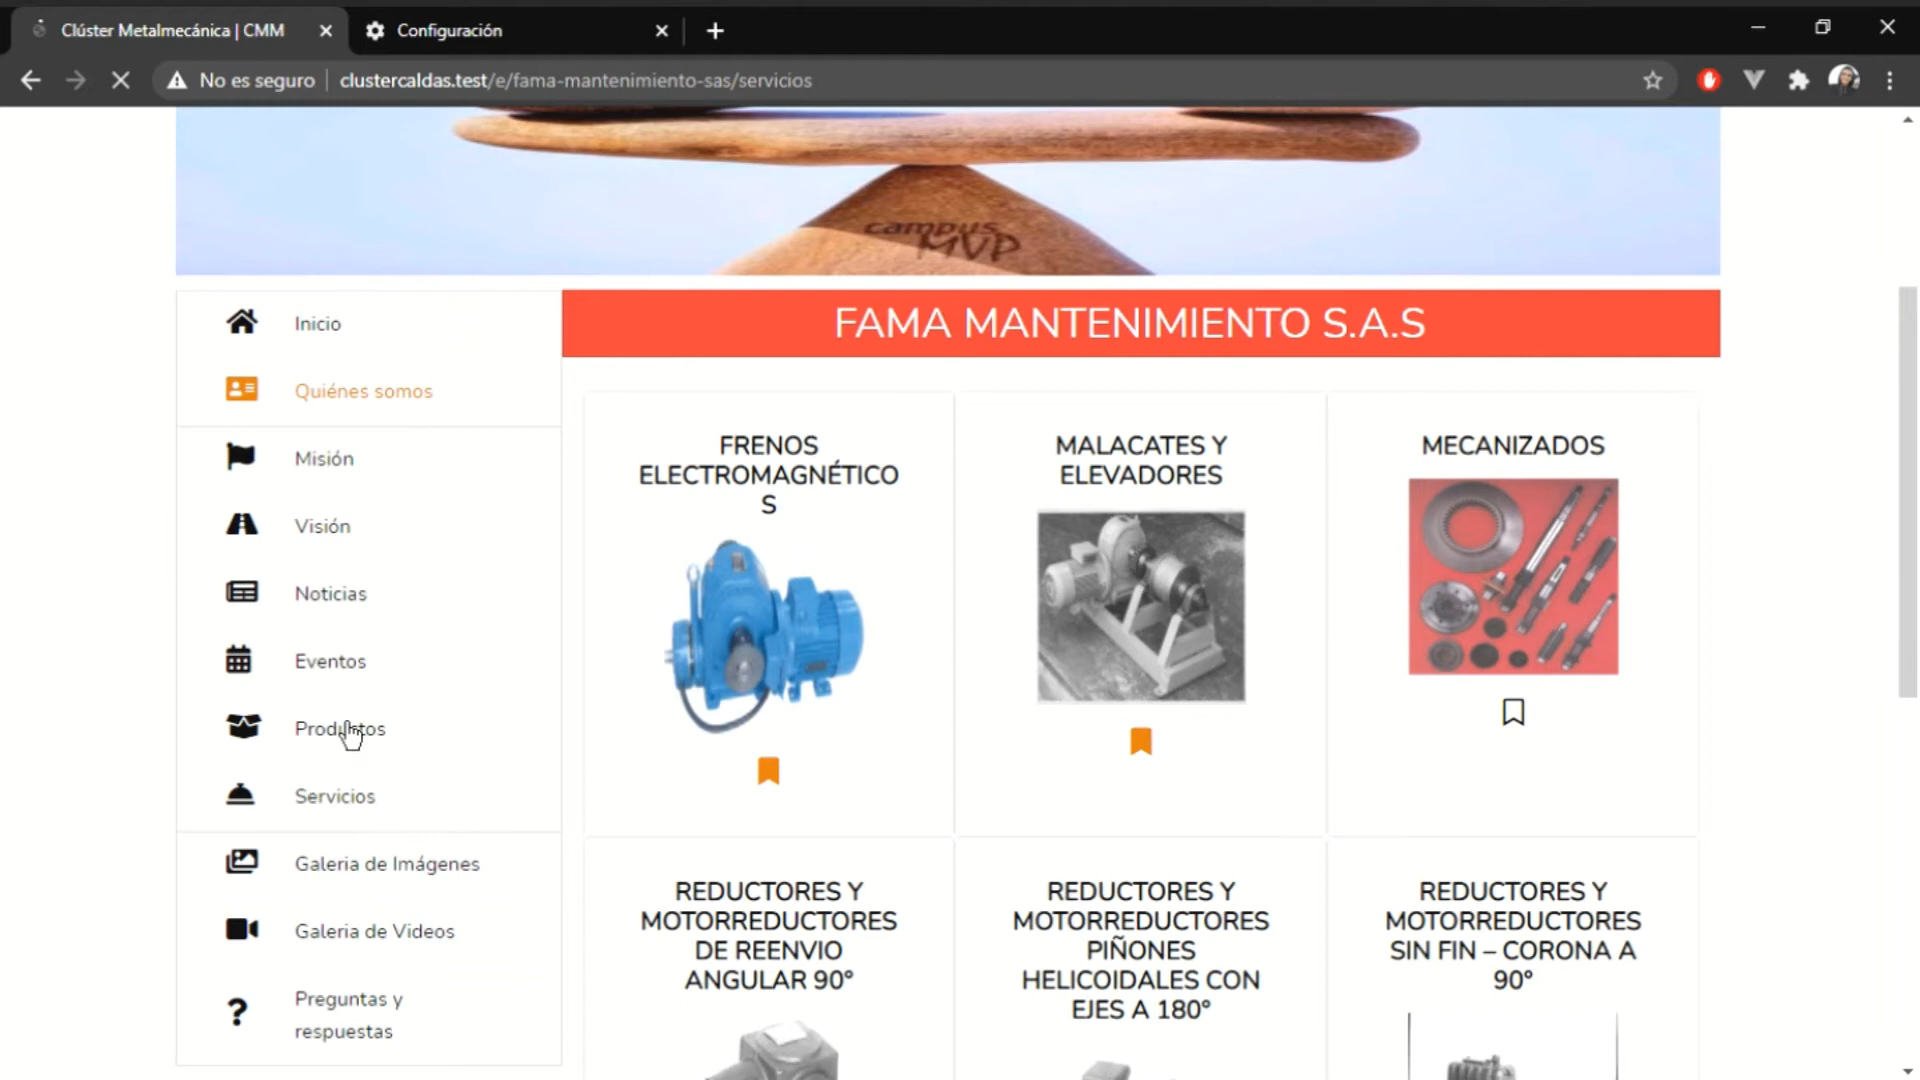 Clúster Metalmecánica | CMM
Configuración
No es seguro
clustercaldas.test/e/fama-mantenimiento-sas/servicios
campus
MVP
Inicio
Quiénes somos
Misión
Visión
Noticias
Eventos
Productos
Servicios
Galeria de Imágenes
Galeria de Videos
Preguntas y
respuestas
FAMA MANTENIMIENTO S.A.S
FRENOS
ELECTROMAGNÉTICO
S
MALACATES Y
ELEVADORES
MECANIZADOS
REDUCTORES Y
MOTORREDUCTORES
DE REENVIO
ANGULAR 90°
REDUCTORES Y
MOTORREDUCTORES
PIÑONES
HELICOIDALES CON
EJES A 180°
REDUCTORES Y
MOTORREDUCTORES
SIN FIN – CORONA A
90°